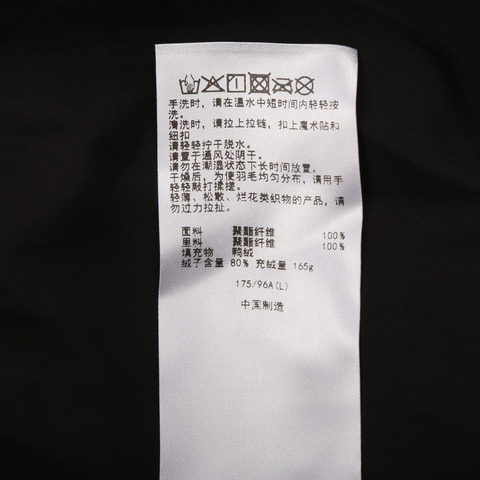 手洗时，请在温水中短时间内轻轻按
洗。
清洗时，请拉上拉链，扣上魔术贴和
纽扣
请轻轻拧干脱水。
请置于通风处阴干。
请勿在潮湿状态下长时间放置。
干燥后，为使羽毛均匀分布，请用手
轻轻敲打揉搓。
轻薄、松散、烂花类织物的产品，请
勿过力拉扯。
面料 聚酯纤维 100%
里料 聚酯纤维 100%
填充物 鸭绒
绒子含量 80% 充绒量 165g
175/96A(L)
中国制造